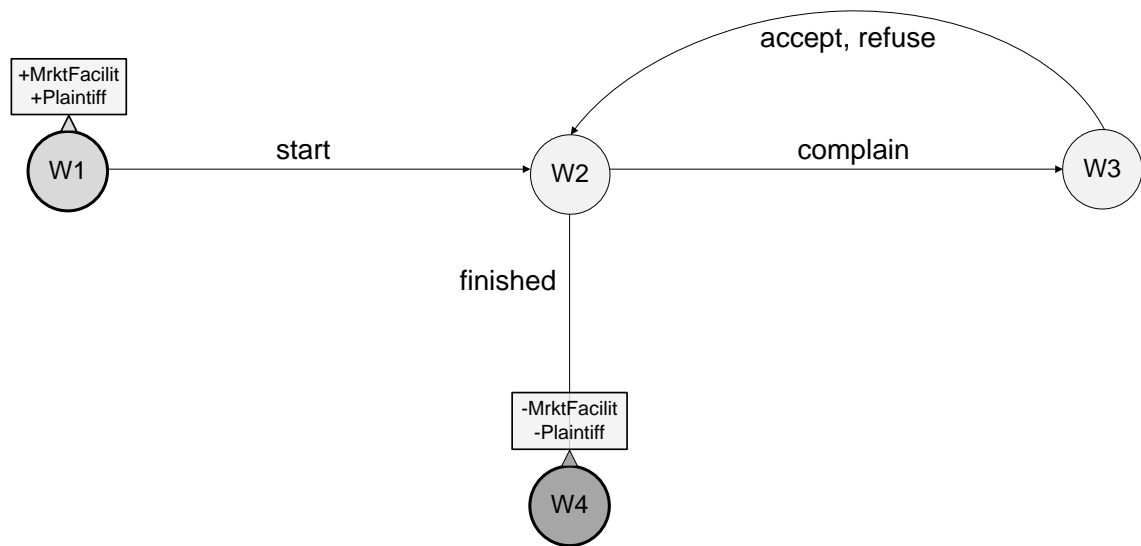 accept, refuse
+MrktFacilit
+Plaintiff
W1
start
W2
complain
W3
finished
-MrktFacilit
-Plaintiff
W4